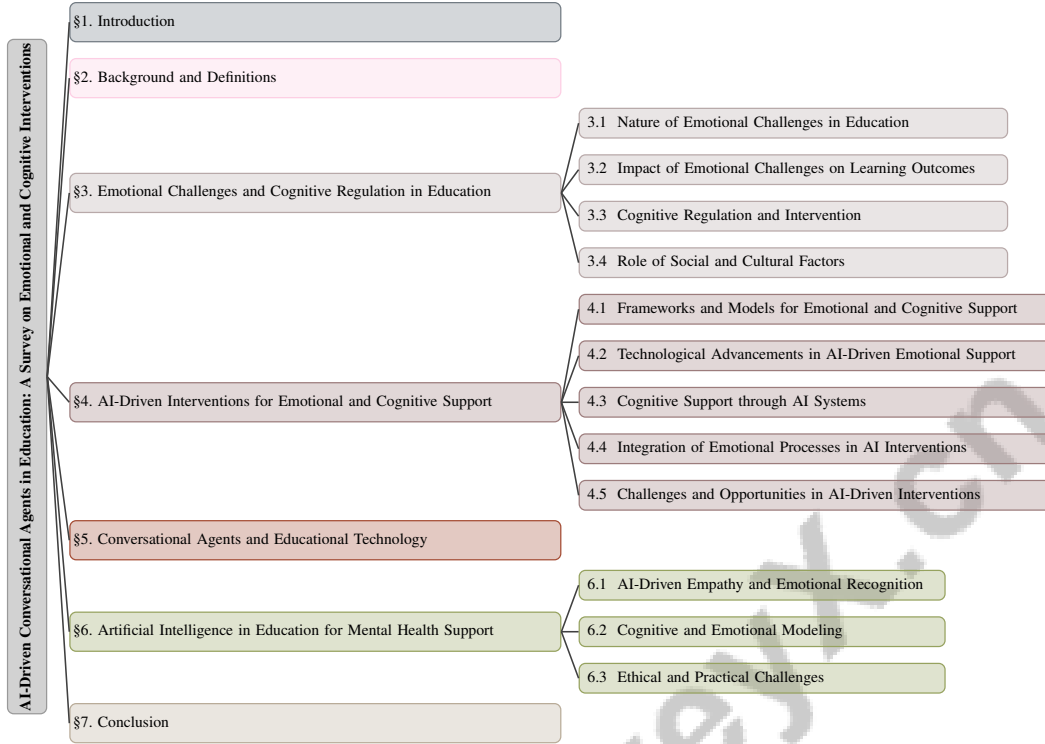 AI-Driven Conversational Agents in Education: A Survey on Emotional and Cognitive Interventions
§1. Introduction
§2. Background and Definitions
§3. Emotional Challenges and Cognitive Regulation in Education
3.1 Nature of Emotional Challenges in Education
3.2 Impact of Emotional Challenges on Learning Outcomes
3.3 Cognitive Regulation and Intervention
3.4 Role of Social and Cultural Factors
§4. AI-Driven Interventions for Emotional and Cognitive Support
4.1 Frameworks and Models for Emotional and Cognitive Support
4.2 Technological Advancements in AI-Driven Emotional Support
4.3 Cognitive Support through AI Systems
4.4 Integration of Emotional Processes in AI Interventions
4.5 Challenges and Opportunities in AI-Driven Interventions
§5. Conversational Agents and Educational Technology
§6. Artificial Intelligence in Education for Mental Health Support
6.1 AI-Driven Empathy and Emotional Recognition
6.2 Cognitive and Emotional Modeling
6.3 Ethical and Practical Challenges
§7. Conclusion
eyx.cn